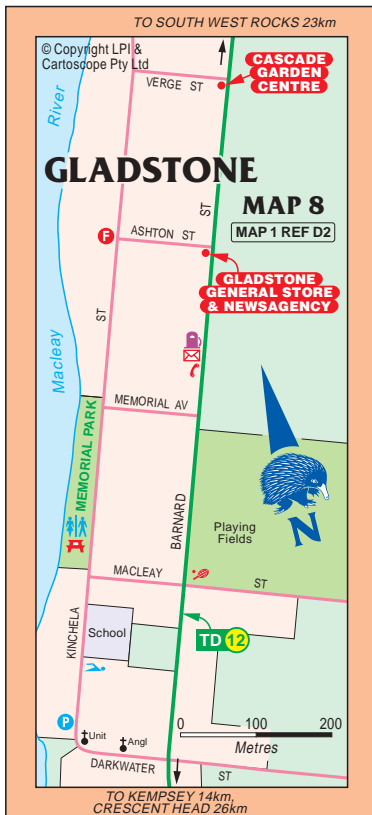 TO SOUTH WEST ROCKS 23km
© Copyright LPI &
Cartoscope Pty Ltd
CASCADE
GARDEN
CENTRE
VERGE ST
River
GLADSTONE
ST
MAP 8
MAP 1 REF D2
ASHTON ST
F
GLADSTONE
GENERAL STORE
& NEWSAGENCY
ST
Macleay
MEMORIAL AV
MEMORIAL PARK
BARNARD
Playing
Fields
N
MACLEAY
ST
KINCHELA
School
TD 12
P
Unit
Angl
0 100 200
Metres
DARKWATER
ST
TO KEMPSEY 14km,
CRESCENT HEAD 26km